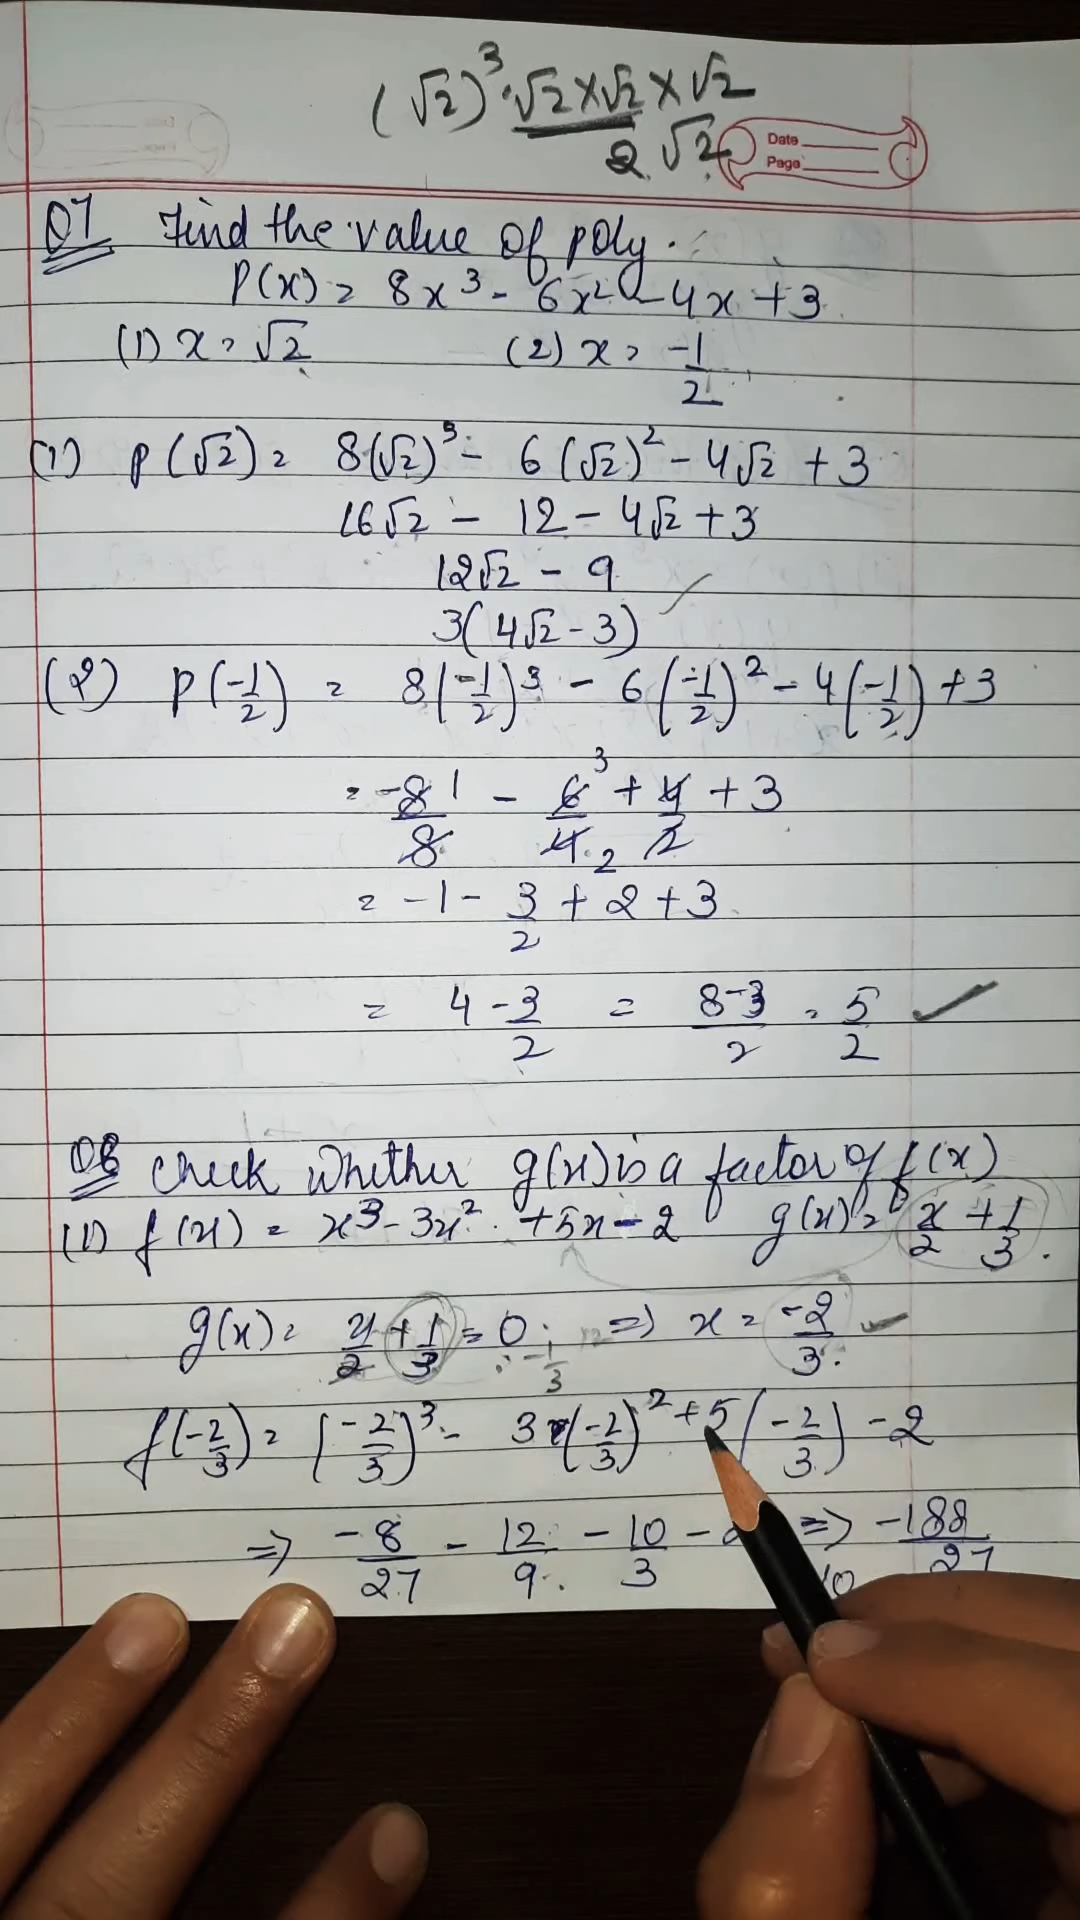 (√2)³ · √2 × √2 × √2
2 √2
Date
Page
Q7 Find the value of poly.
P(x) = 8x³ - 6x² - 4x + 3
(1) x = √2 (2) x = -1/2
(1) P(√2) = 8(√2)³ - 6(√2)² - 4√2 + 3
16√2 - 12 - 4√2 + 3
12√2 - 9
3(4√2 - 3)
(2) P(-1/2) = 8(-1/2)³ - 6(-1/2)² - 4(-1/2) + 3
= -8/8 1 - 6/4 3 2 + 4/2 + 3
= -1 - 3/2 + 2 + 3
= 4 - 3/2 = 8-3/2 = 5/2
Q8 Check whether g(x) is a factor of f(x)
(1) f(x) = x³ - 3x² + 5x - 2 g(x) = x/2 + 1/3
g(x) = x/2 + 1/3 = 0 ⇒ x = -2/3
-1/3
f(-2/3) = (-2/3)³ - 3(-2/3)² + 5(-2/3) - 2
⇒ -8/27 - 12/9 - 10/3 - ⇒ -188/27